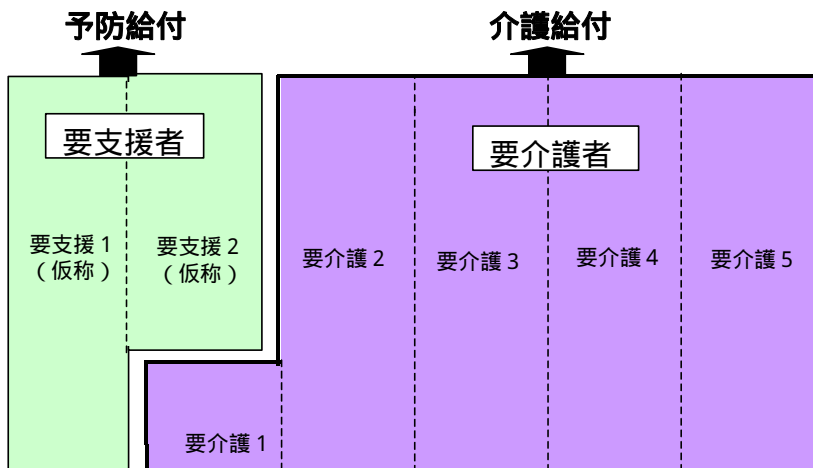 予防給付
介護給付
要支援者
要介護者
要支援１
（仮称）
要支援２
（仮称）
要介護２
要介護３
要介護４
要介護５
要介護１